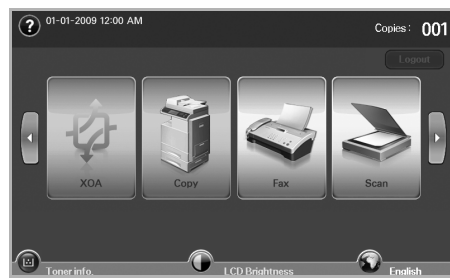 ? 01-01-2009 12:00 AM
Copies : 001
Logout
XOA Copy Fax Scan
Toner info. LCD Brightness English